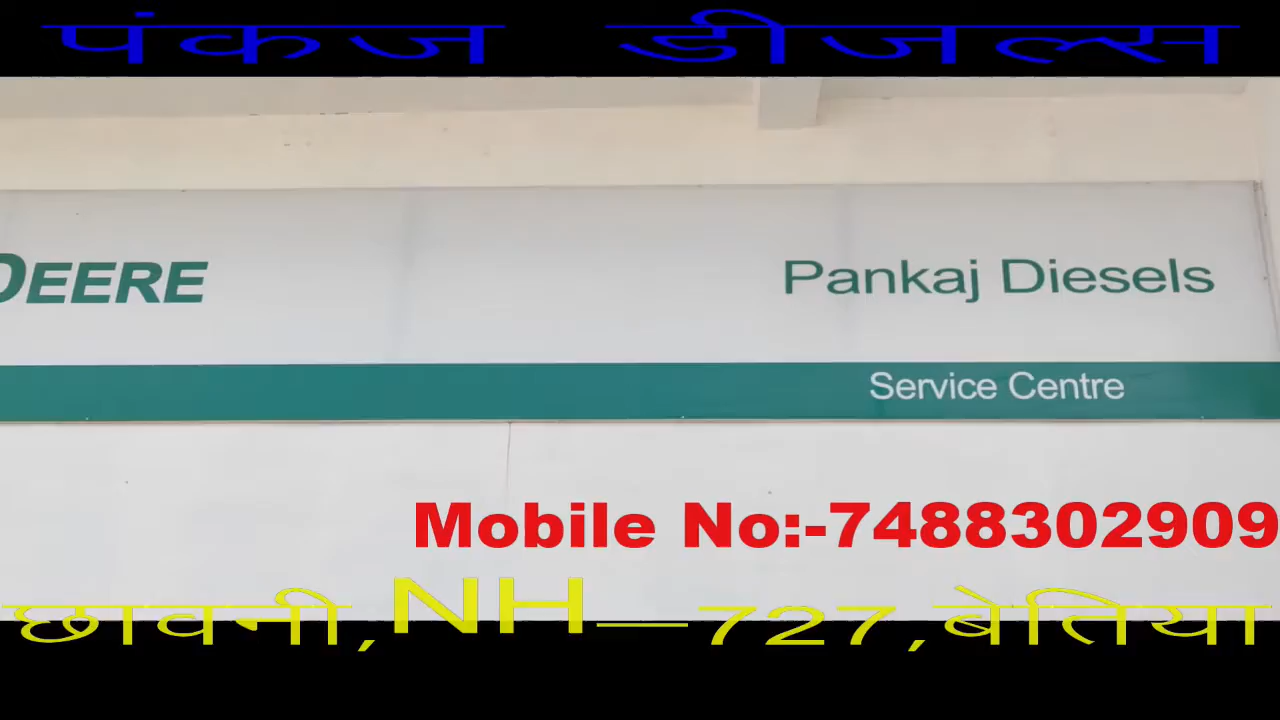 पंकज डीजल्स
DEERE
Pankaj Diesels
Service Centre
Mobile No:-7488302909
छावनी,NH—727,बेतिया